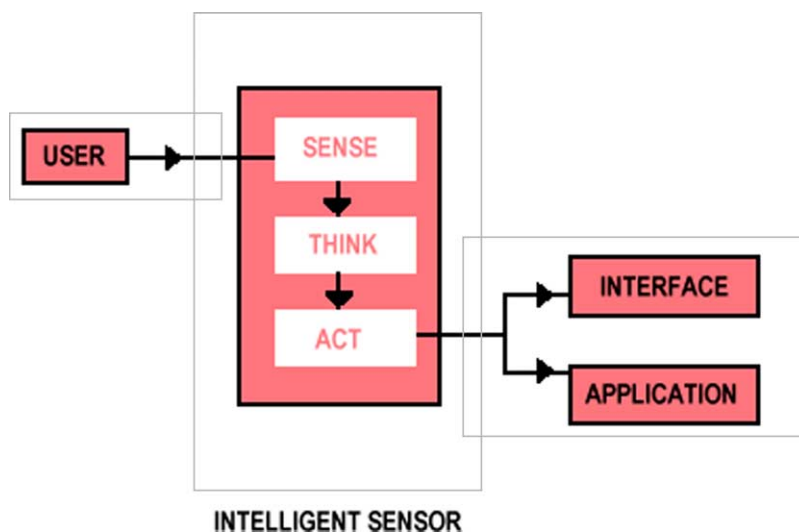 USER
SENSE
THINK
ACT
INTERFACE
APPLICATION
INTELLIGENT SENSOR